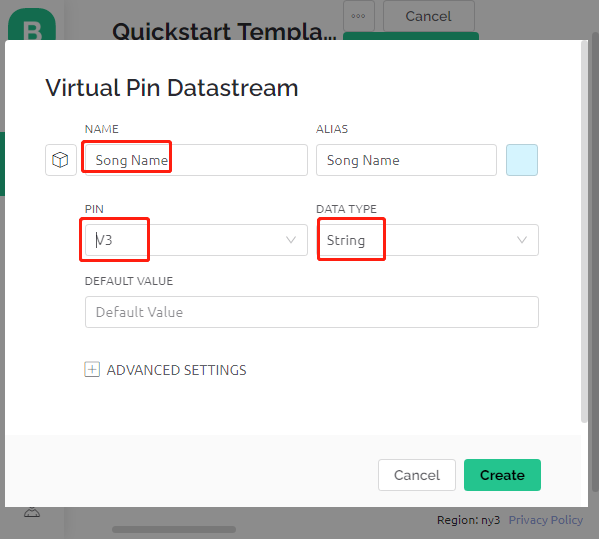 B
Quickstart Templa...
Cancel
Virtual Pin Datastream
NAME
ALIAS
Song Name
Song Name
PIN
DATA TYPE
V3
String
DEFAULT VALUE
Default Value
ADVANCED SETTINGS
Cancel
Create
Region: ny3
Privacy Policy